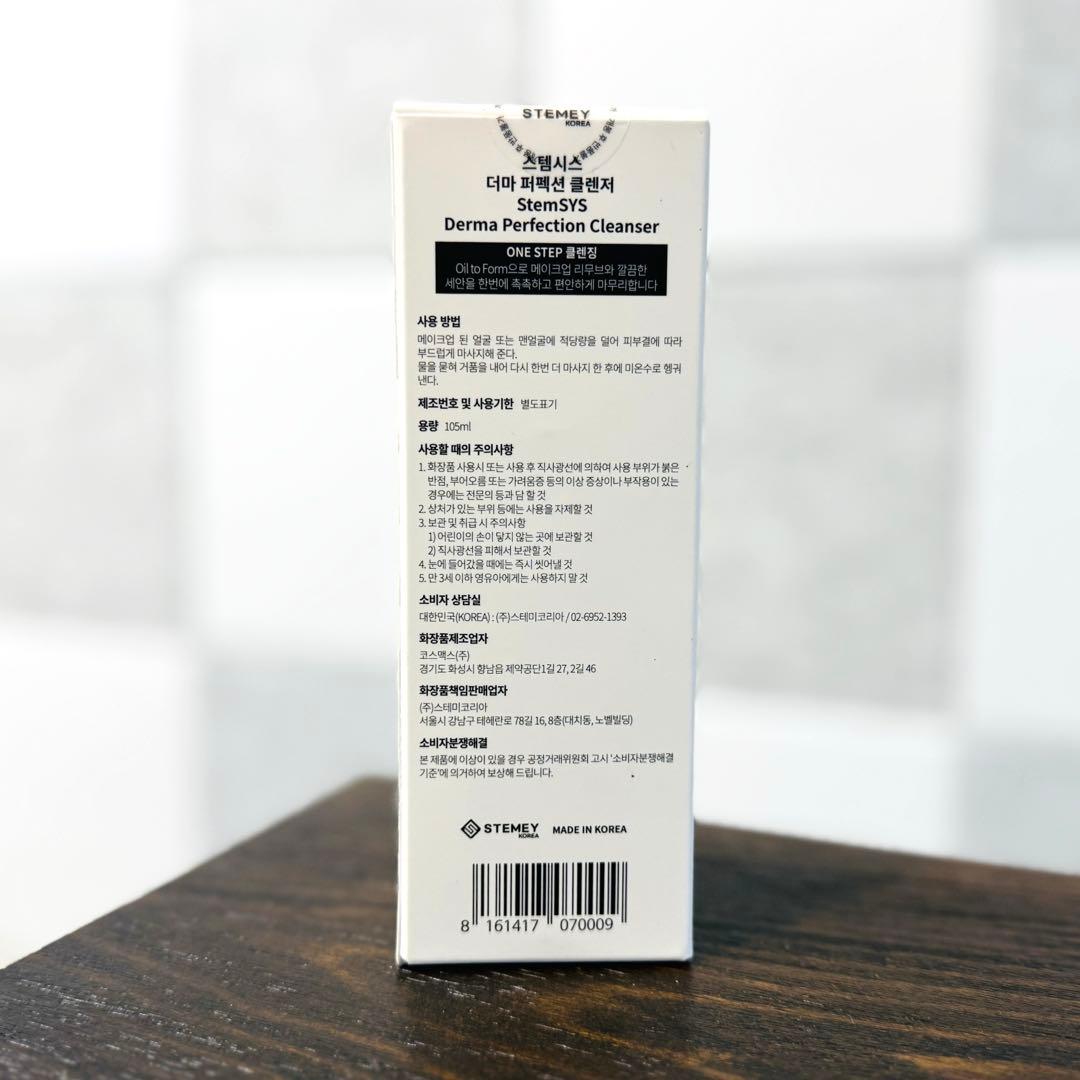 STEMEY
KOREA
스템시스
더마 퍼펙션 클렌저
StemSYS
Derma Perfection Cleanser
ONE STEP 클렌징
Oil to Form으로 메이크업 리무브와 깔끔한
세안을 한번에 촉촉하고 편안하게 마무리합니다
사용 방법
메이크업 된 얼굴 또는 맨얼굴에 적당량을 덜어 피부결에 따라
부드럽게 마사지해 준다.
물을 묻혀 거품을 내어 다시 한번 더 마사지 한 후에 미온수로 헹궈
낸다.
제조번호 및 사용기한 별도표기
용량 105ml
사용할 때의 주의사항
1. 화장품 사용시 또는 사용 후 직사광선에 의하여 사용 부위가 붉은
반점, 부어오름 또는 가려움증 등의 이상 증상이나 부작용이 있는
경우에는 전문의 등과 담 할 것
2. 상처가 있는 부위 등에는 사용을 자제할 것
3. 보관 및 취급 시 주의사항
1) 어린이의 손이 닿지 않는 곳에 보관할 것
2) 직사광선을 피해서 보관할 것
4. 눈에 들어갔을 때에는 즉시 씻어낼 것
5. 만 3세 이하 영유아에게는 사용하지 말 것
소비자 상담실
대한민국(KOREA) : (주)스테미코리아 / 02-6952-1393
화장품제조업자
코스맥스(주)
경기도 화성시 향남읍 제약공단1길 27, 2길 46
화장품책임판매업자
(주)스테미코리아
서울시 강남구 테헤란로 78길 16, 8층(대치동, 노벨빌딩)
소비자분쟁해결
본 제품에 이상이 있을 경우 공정거래위원회 고시 '소비자분쟁해결
기준'에 의거하여 보상해 드립니다.
STEMEY
KOREA
MADE IN KOREA
8 161417 070009